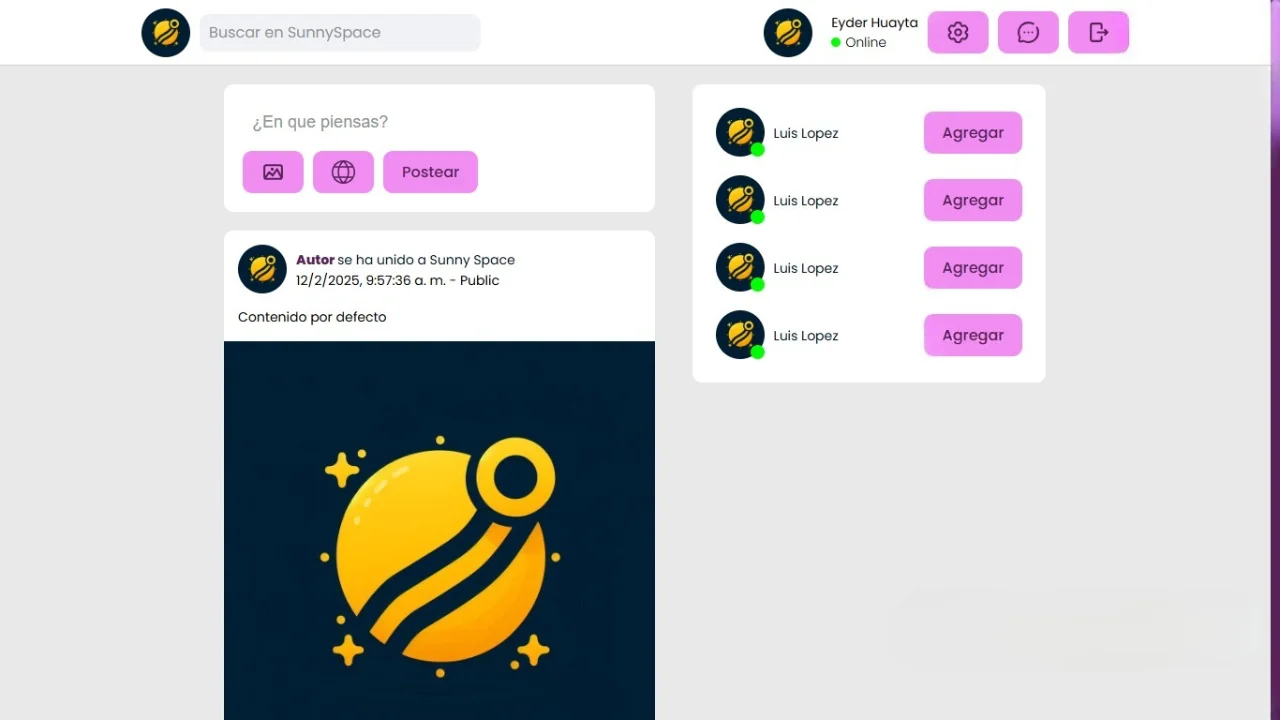 Buscar en SunnySpace
Eyder Huayta
Online
¿En que piensas?
Postear
Autor se ha unido a Sunny Space
12/2/2025, 9:57:36 a. m. - Public
Contenido por defecto
Luis Lopez
Agregar
Luis Lopez
Agregar
Luis Lopez
Agregar
Luis Lopez
Agregar